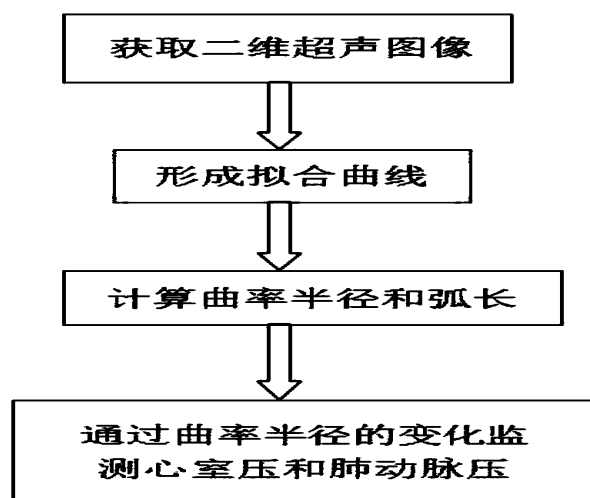 获取二维超声图像
形成拟合曲线
计算曲率半径和弧长
通过曲率半径的变化监
测心室压和肺动脉压